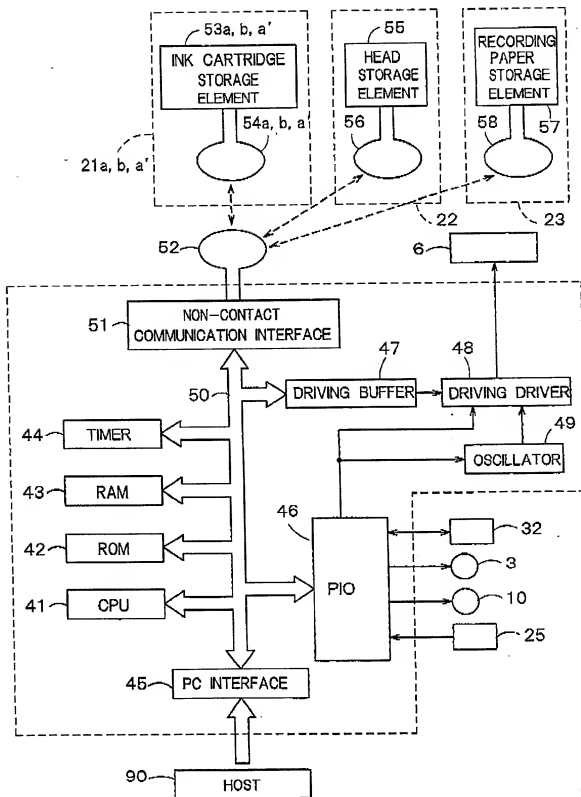 53a, b, a'
INK CARTRIDGE
STORAGE
ELEMENT
54a, b, a'
21a, b, a'
55
HEAD
STORAGE
ELEMENT
56
22
RECORDING
PAPER
STORAGE
ELEMENT
58
57
23
52
6
51
NON-CONTACT
COMMUNICATION INTERFACE
50
47
DRIVING BUFFER
48
DRIVING DRIVER
49
OSCILLATOR
44
TIMER
43
RAM
42
ROM
41
CPU
46
PIO
32
3
10
25
45
PC INTERFACE
90
HOST